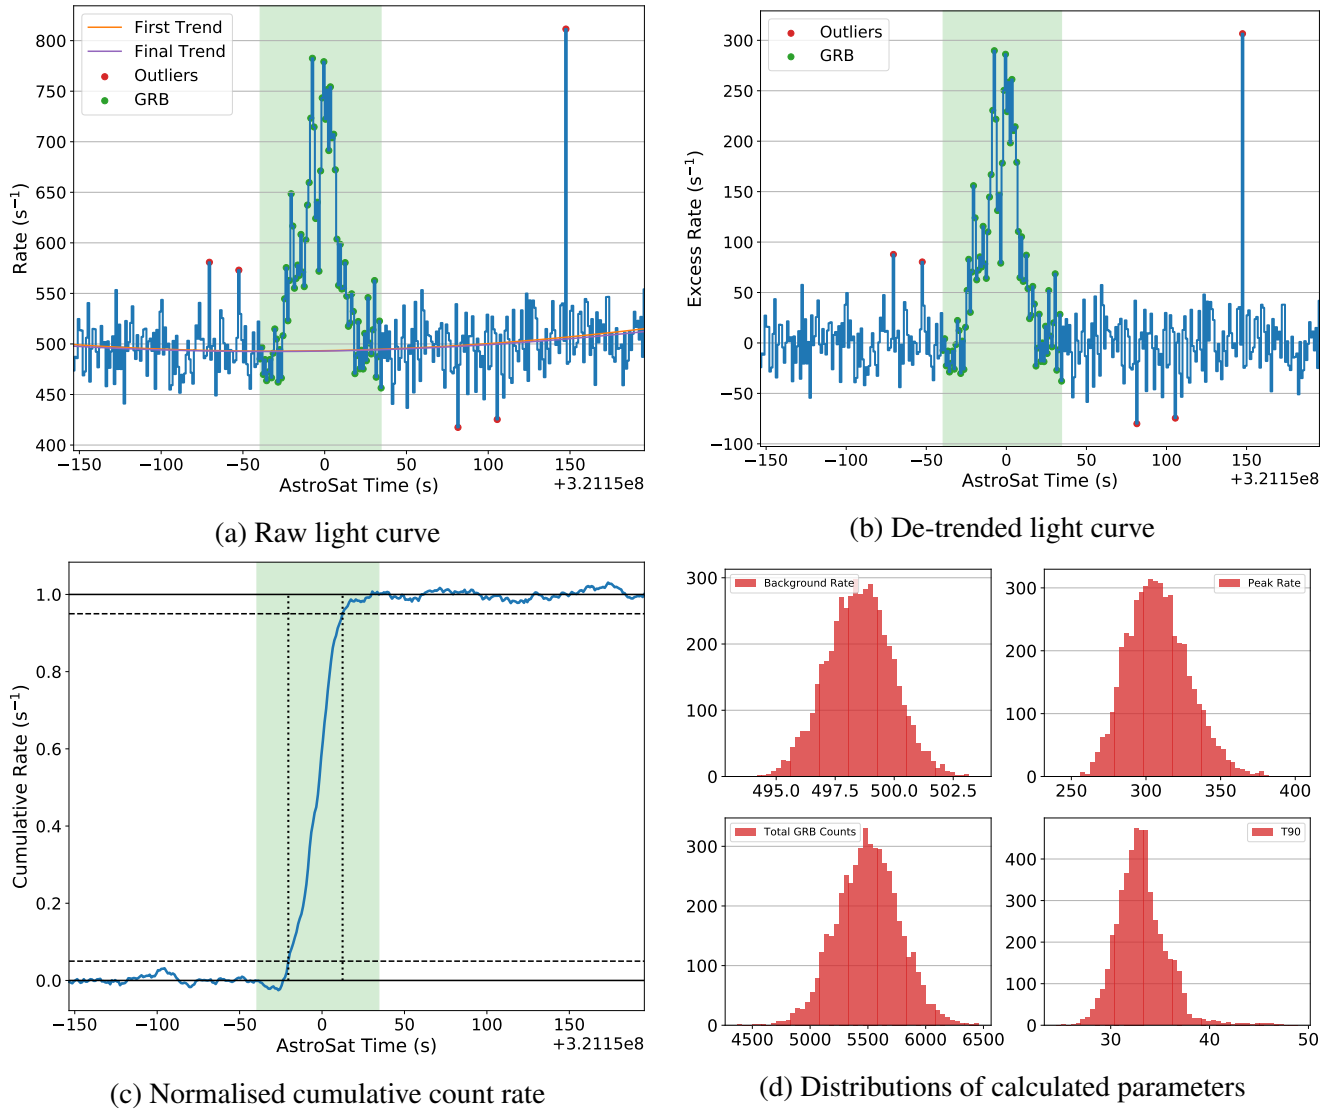 First Trend
Final Trend
Outliers
GRB
800
750
700
650
600
550
500
450
400
Rate (s⁻¹)
−150 −100 −50 0 50 100 150
AstroSat Time (s)
+3.2115e8
(a) Raw light curve
Outliers
GRB
300
250
200
150
100
50
0
−50
−100
Excess Rate (s⁻¹)
−150 −100 −50 0 50 100 150
AstroSat Time (s)
+3.2115e8
(b) De-trended light curve
1.0
0.8
0.6
0.4
0.2
0.0
Cumulative Rate (s⁻¹)
−150 −100 −50 0 50 100 150
AstroSat Time (s)
+3.2115e8
(c) Normalised cumulative count rate
Background Rate
300
200
100
0
495.0 497.5 500.0 502.5
Peak Rate
300
200
100
0
250 300 350 400
Total GRB Counts
300
200
100
0
4500 5000 5500 6000 6500
T90
400
300
200
100
0
30 40 50
(d) Distributions of calculated parameters